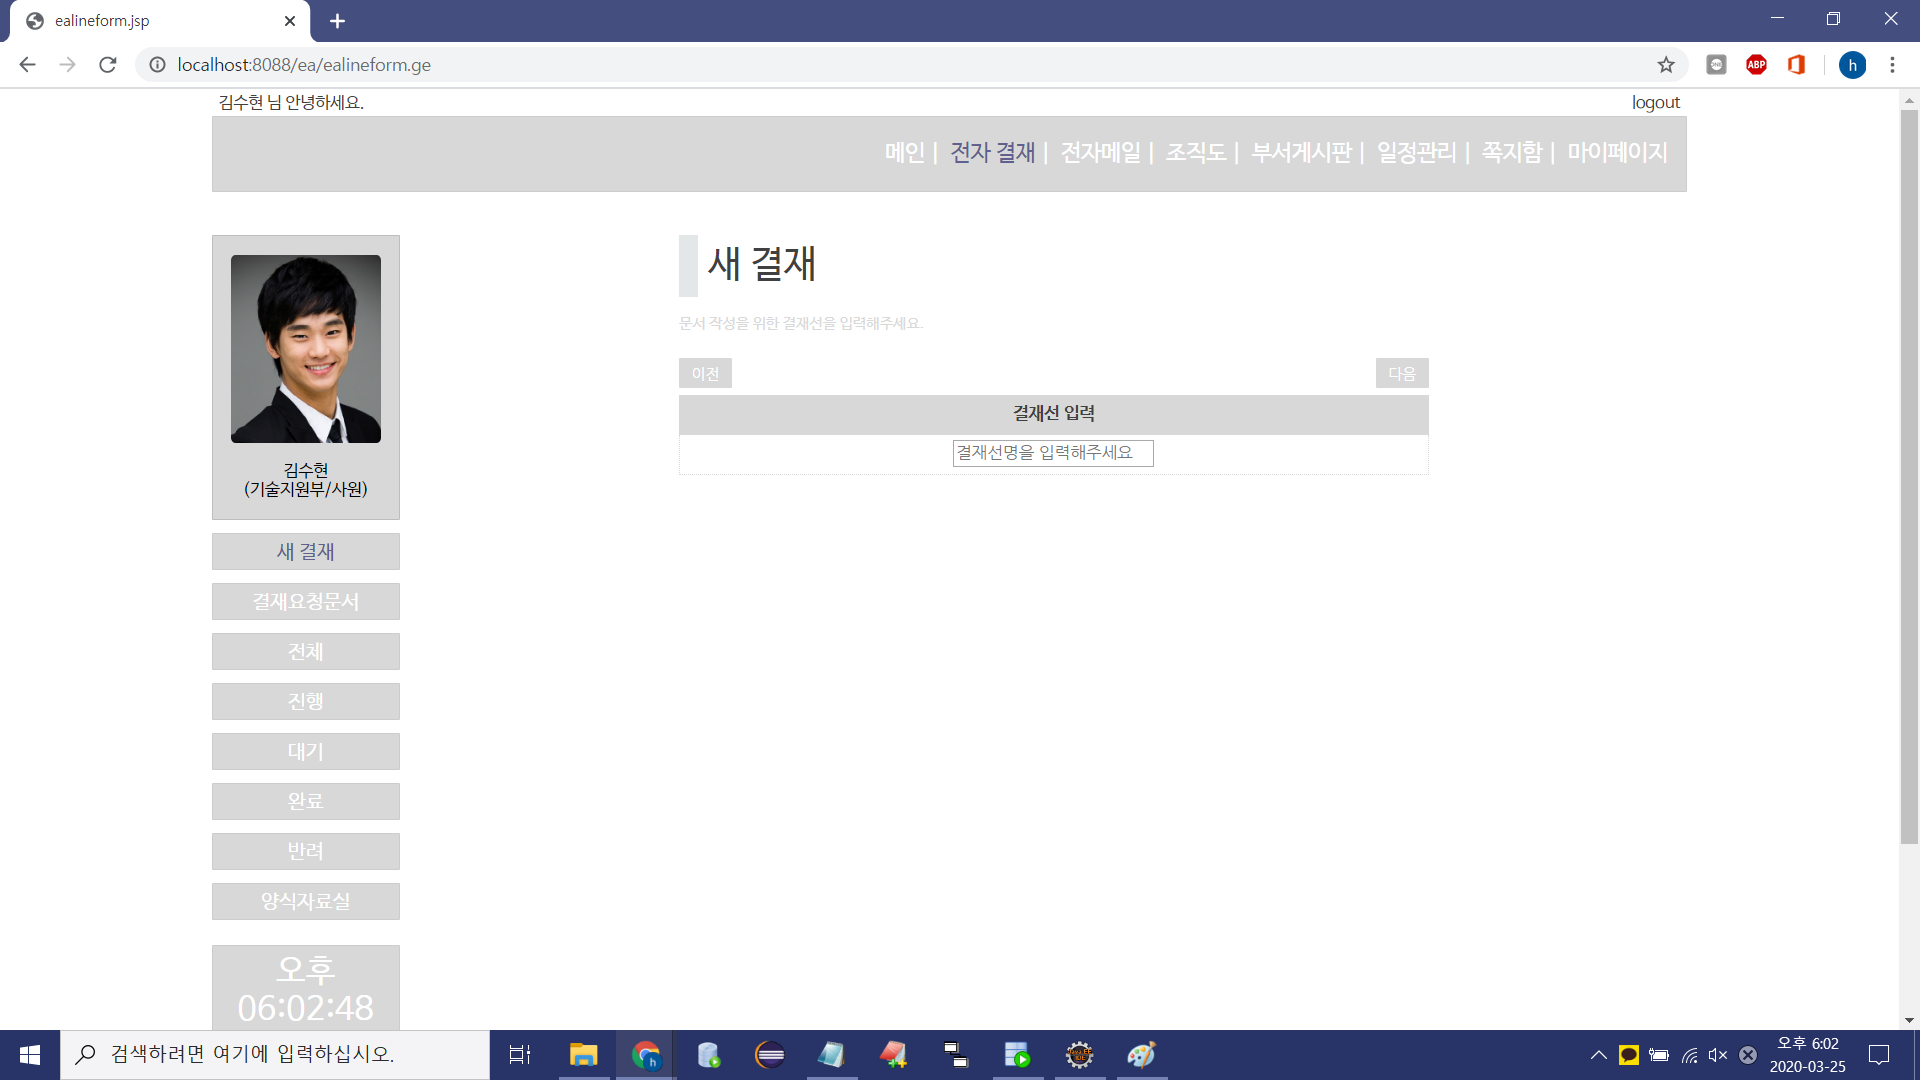 ealineform.jsp
localhost:8088/ea/ealineform.ge
ABP
h
김수현 님 안녕하세요.
logout
메인 | 전자 결재 | 전자메일 | 조직도 | 부서게시판 | 일정관리 | 쪽지함 | 마이페이지
새 결재
문서 작성을 위한 결재선을 입력해주세요.
이전
다음
결재선 입력
결재선명을 입력해주세요
김수현
(기술지원부/사원)
새 결재
결재요청문서
전체
진행
대기
완료
반려
양식자료실
오후
06:02:48
검색하려면 여기에 입력하십시오.
h
오후 6:02
2020-03-25